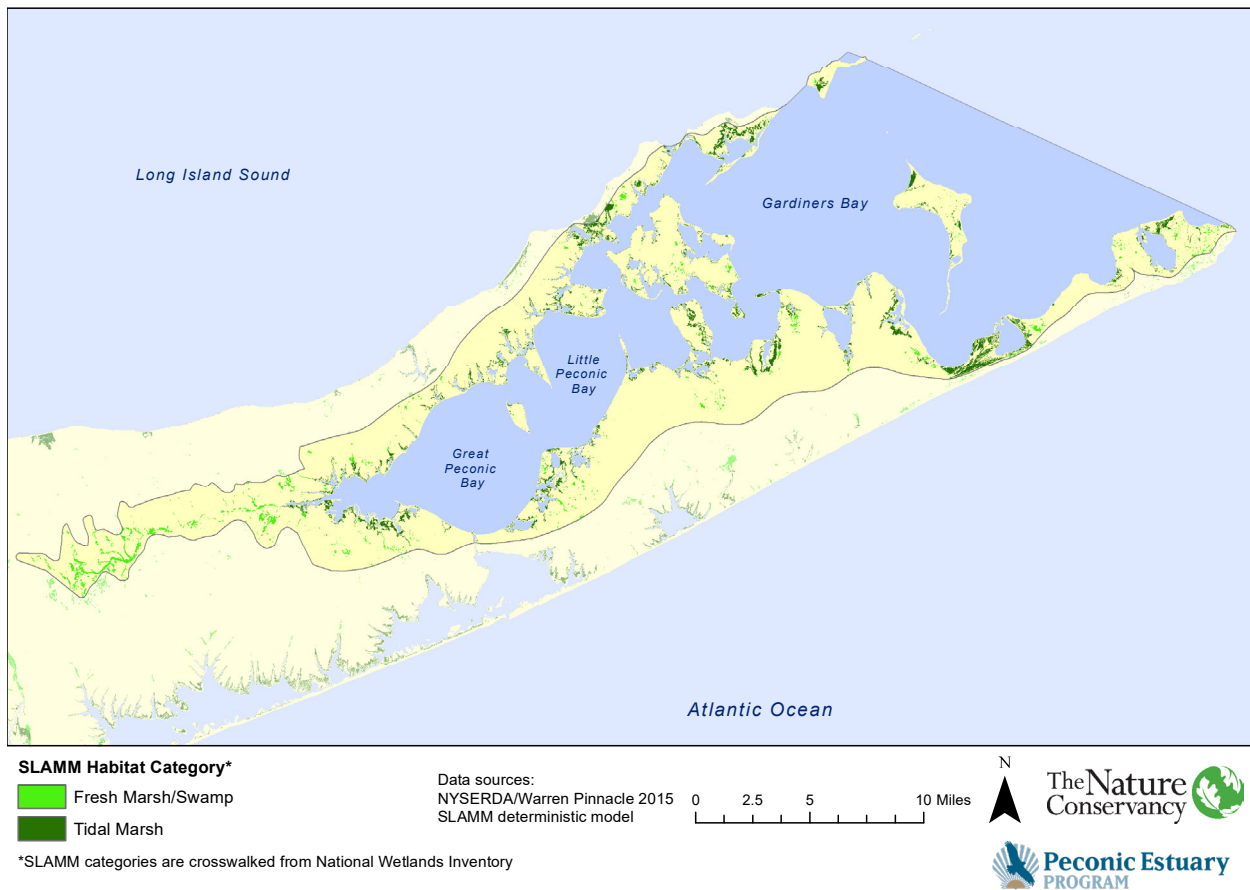 Long Island Sound
Gardiners Bay
Little
Peconic
Bay
Great
Peconic
Bay
Atlantic Ocean
SLAMM Habitat Category*
Fresh Marsh/Swamp
Tidal Marsh
*SLAMM categories are crosswalked from National Wetlands Inventory
Data sources:
NYSERDA/Warren Pinnacle 2015
SLAMM deterministic model
0 2.5 5 10 Miles
N
The Nature
Conservancy
Peconic Estuary
PROGRAM